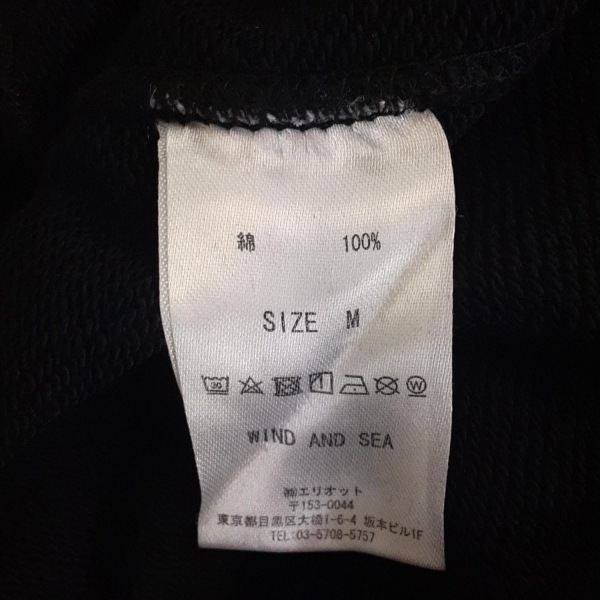 綿 100%
SIZE M
30
W
WIND AND SEA
㈱エリオット
〒153-0044
東京都目黒区大橋1-6-4 坂本ビル1F
TEL:03-5708-5757